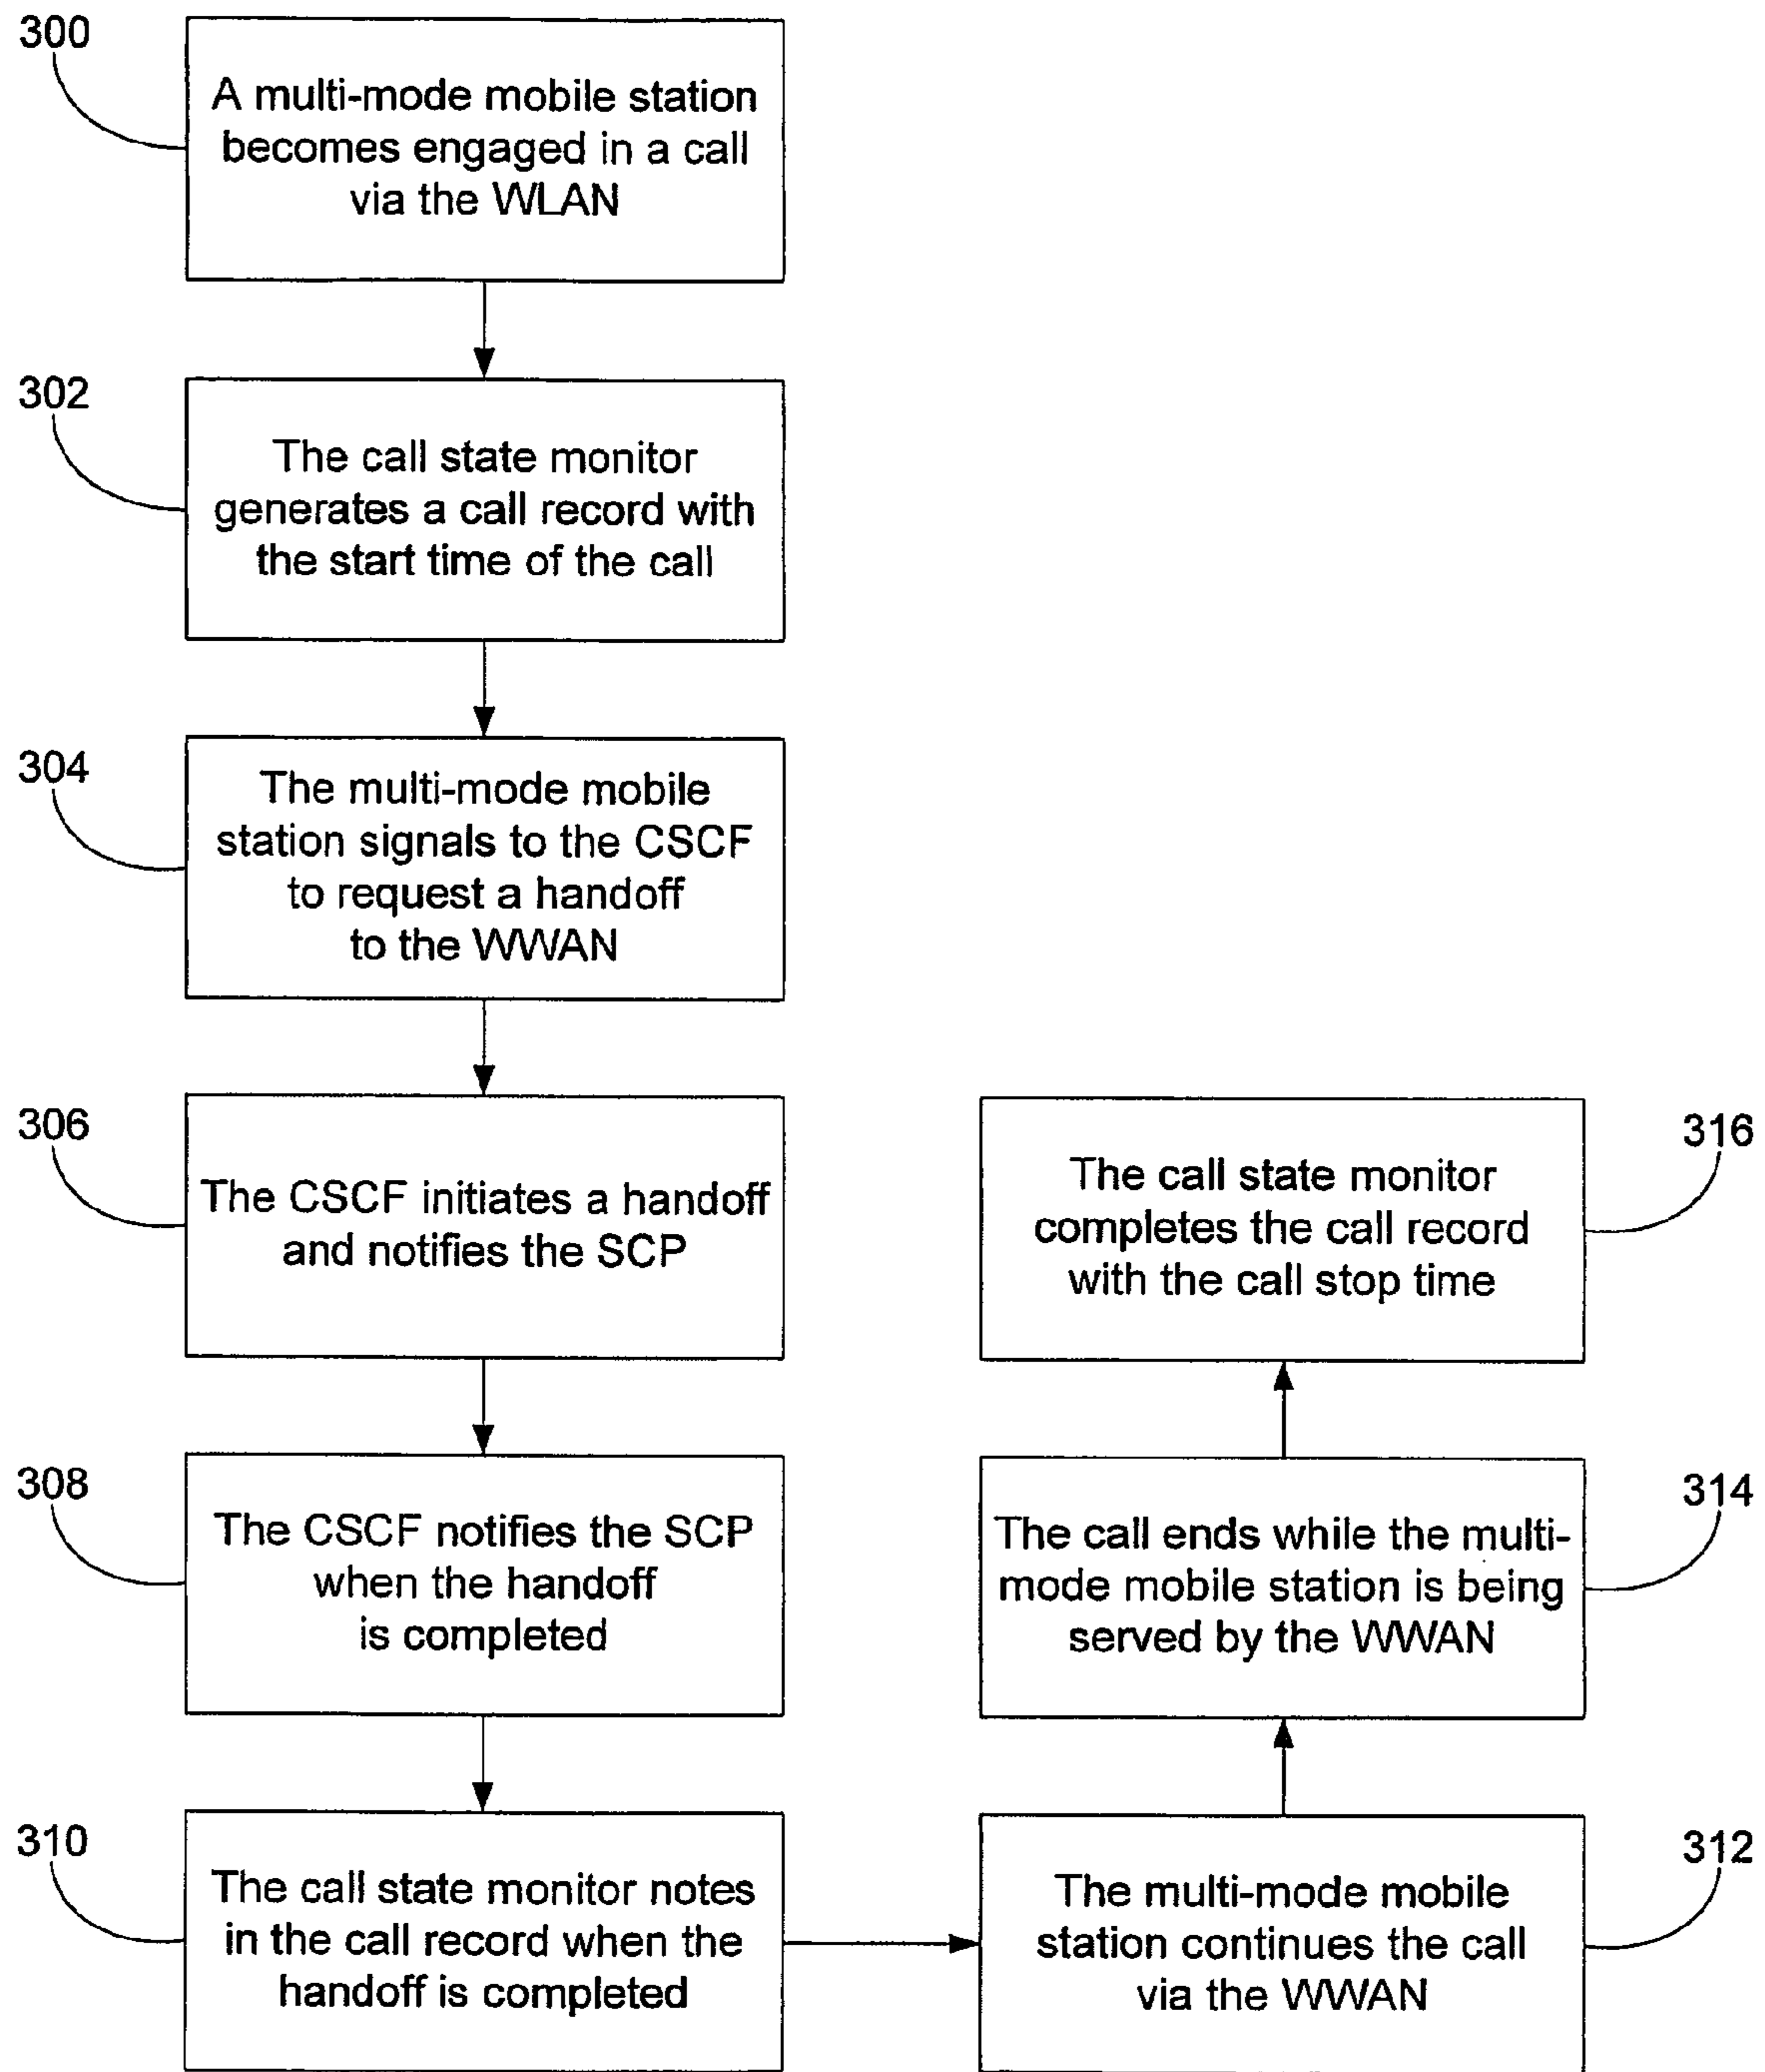 300
A multi-mode mobile station
becomes engaged in a call
via the WLAN
302
The call state monitor
generates a call record with
the start time of the call
304
The multi-mode mobile
station signals to the CSCF
to request a handoff
to the WWAN
306
The CSCF initiates a handoff
and notifies the SCP
308
The CSCF notifies the SCP
when the handoff
is completed
310
The call state monitor notes
in the call record when the
handoff is completed
312
The multi-mode mobile
station continues the call
via the WWAN
314
The call ends while the multi-
mode mobile station is being
served by the WWAN
316
The call state monitor
completes the call record
with the call stop time